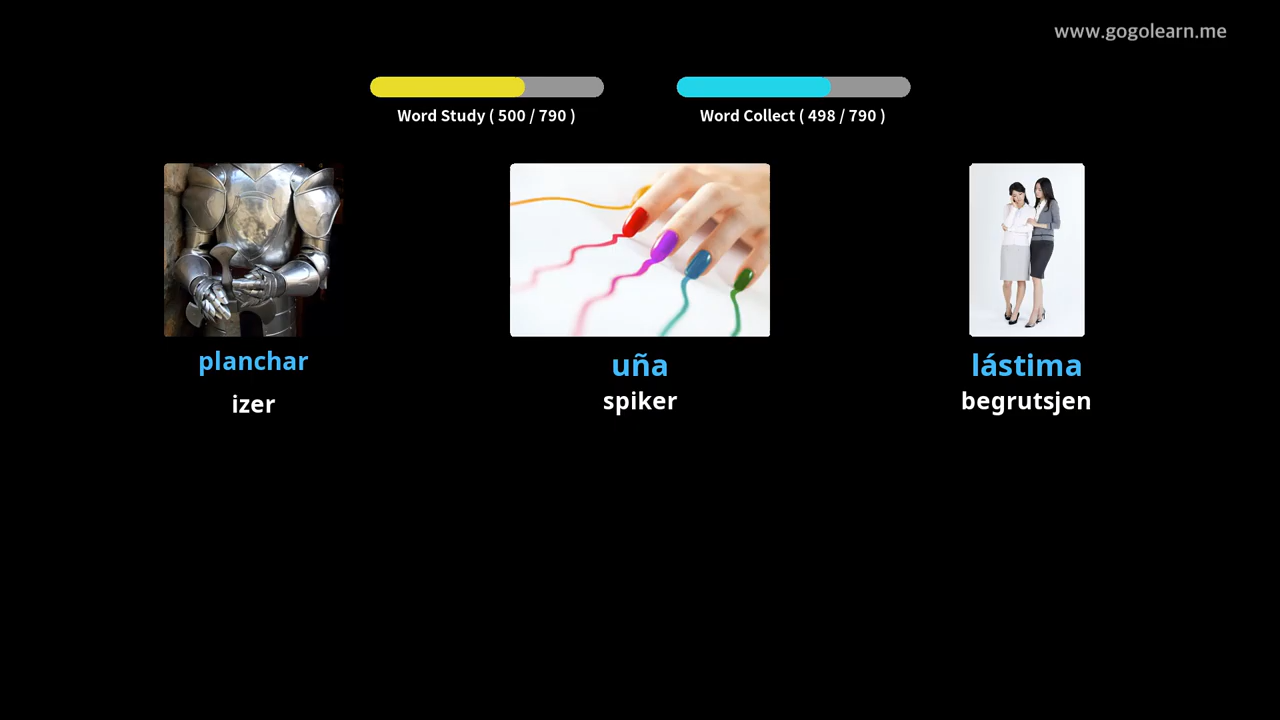 www.gogolearn.me
Word Study ( 500 / 790 )
Word Collect ( 498 / 790 )
planchar
izer
uña
spiker
lástima
begrutsjen